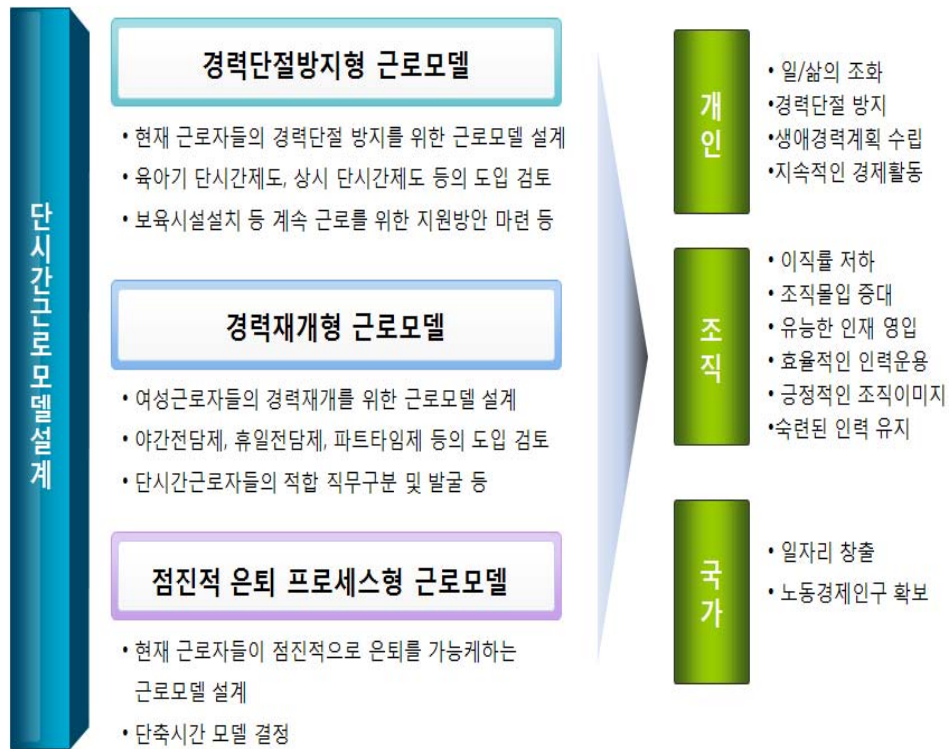 단시간근로모델설계
경력단절방지형 근로모델
• 현재 근로자들의 경력단절 방지를 위한 근로모델 설계
• 육아기 단시간제도, 상시 단시간제도 등의 도입 검토
• 보육시설설치 등 계속 근로를 위한 지원방안 마련 등
경력재개형 근로모델
• 여성근로자들의 경력재개를 위한 근로모델 설계
• 야간전담제, 휴일전담제, 파트타임제 등의 도입 검토
• 단시간근로자들의 적합 직무구분 및 발굴 등
점진적 은퇴 프로세스형 근로모델
• 현재 근로자들이 점진적으로 은퇴를 가능케하는
근로모델 설계
• 단축시간 모델 결정
개인
• 일/삶의 조화
•경력단절 방지
•생애경력계획 수립
•지속적인 경제활동
조직
• 이직률 저하
• 조직몰입 증대
• 유능한 인재 영입
• 효율적인 인력운용
• 긍정적인 조직이미지
•숙련된 인력 유지
국가
• 일자리 창출
• 노동경제인구 확보